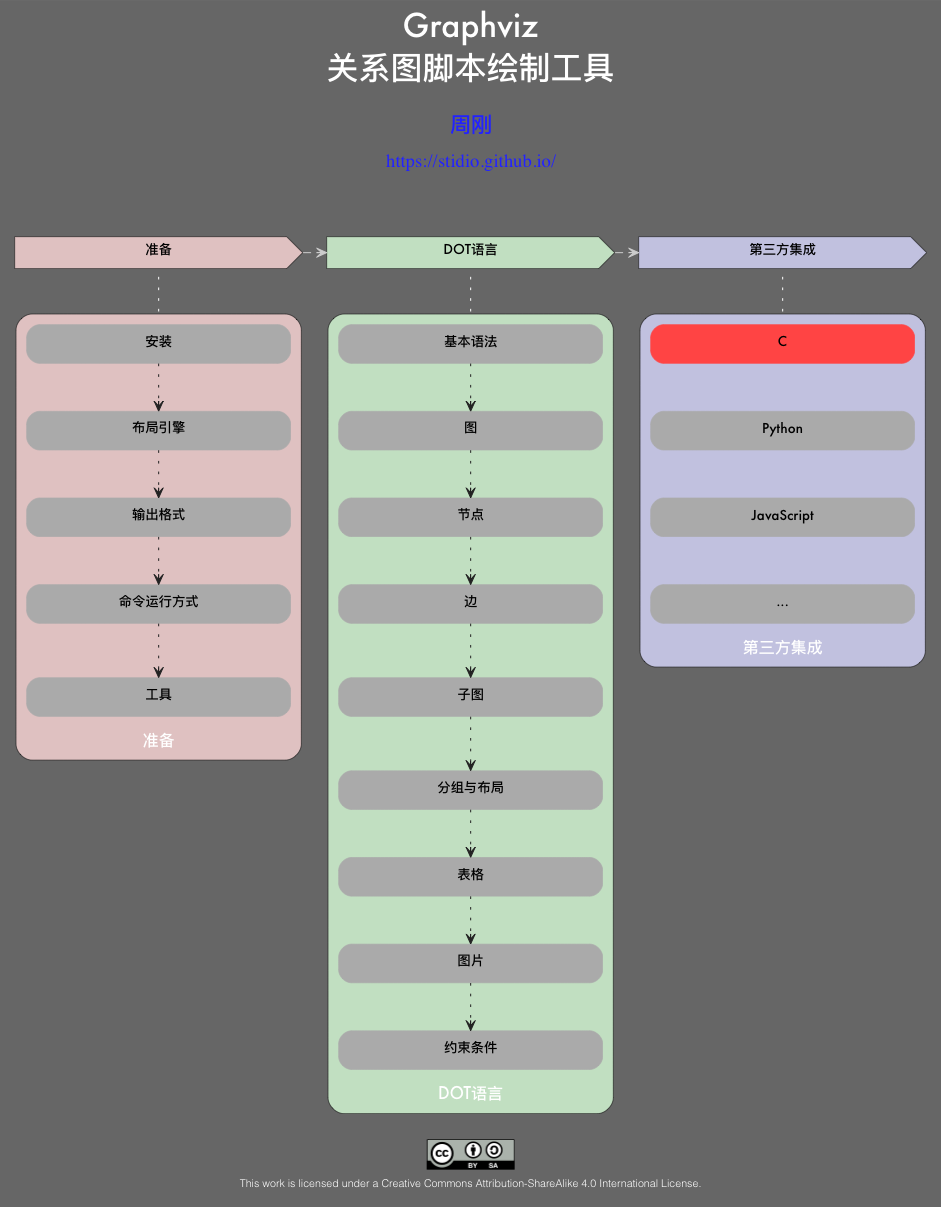 Graphviz
关系图脚本绘制工具
周刚
https://stidio.github.io/
准备
DOT语言
第三方集成
安装
布局引擎
输出格式
命令运行方式
工具
准备
基本语法
图
节点
边
子图
分组与布局
表格
图片
约束条件
DOT语言
C
Python
JavaScript
...
第三方集成
cc
BY SA
This work is licensed under a Creative Commons Attribution-ShareAlike 4.0 International License.